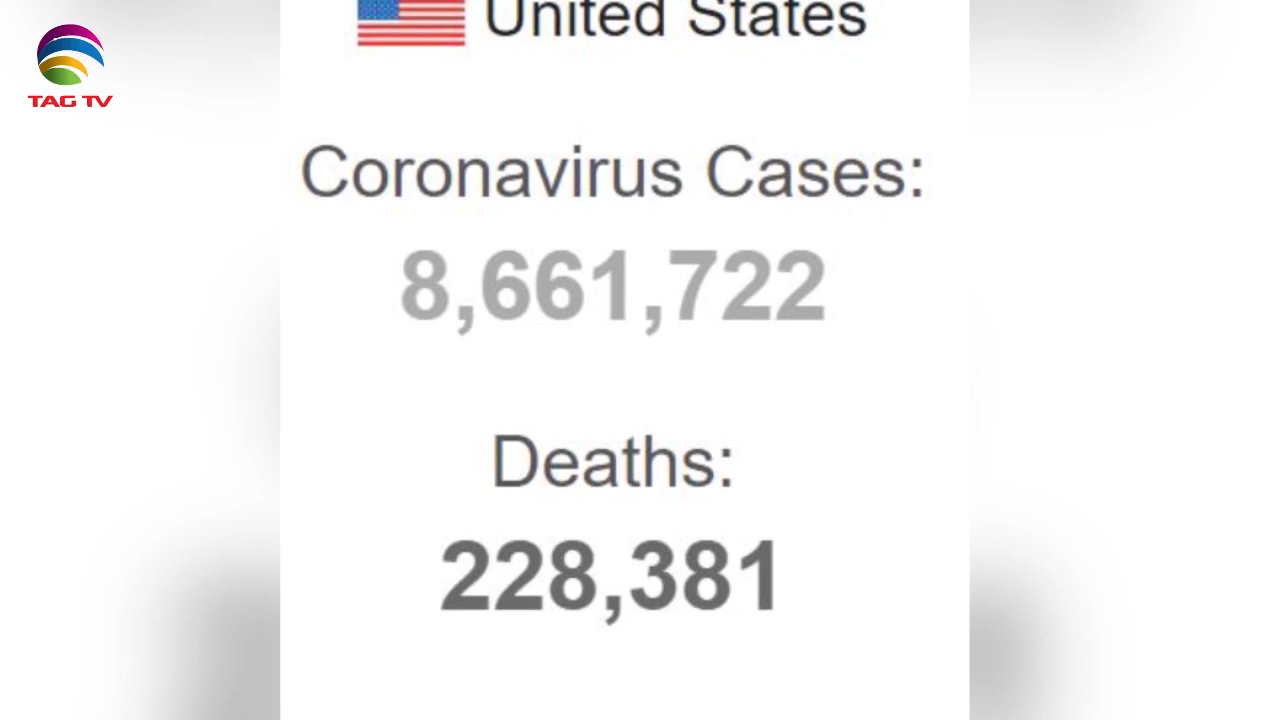 TAG TV
United States
Coronavirus Cases:
8,661,722
Deaths:
228,381